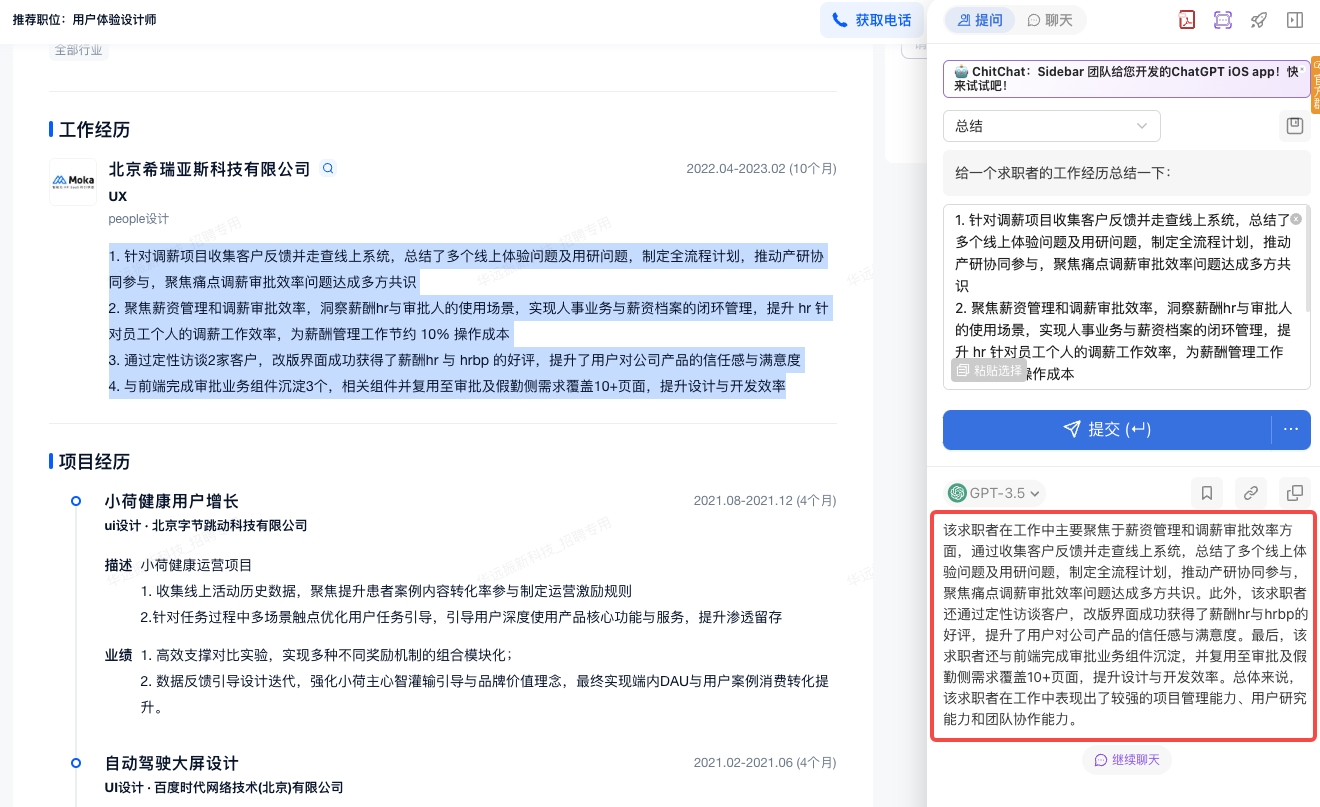 推荐职位：用户体验设计师
获取电话
全部行业
工作经历
Moka
北京希瑞亚斯科技有限公司
2022.04-2023.02 (10个月)
UX
people设计
1. 针对调薪项目收集客户反馈并走查线上系统，总结了多个线上体验问题及用研问题，制定全流程计划，推动产研协
同参与，聚焦痛点调薪审批效率问题达成多方共识
2. 聚焦薪资管理和调薪审批效率，洞察薪酬hr与审批人的使用场景，实现人事业务与薪资档案的闭环管理，提升 hr 针
对员工个人的调薪工作效率，为薪酬管理工作节约 10% 操作成本
3. 通过定性访谈2家客户，改版界面成功获得了薪酬hr 与 hrbp 的好评，提升了用户对公司产品的信任感与满意度
4. 与前端完成审批业务组件沉淀3个，相关组件并复用至审批及假勤侧需求覆盖10+页面，提升设计与开发效率
项目经历
小荷健康用户增长
2021.08-2021.12 (4个月)
ui设计 · 北京字节跳动科技有限公司
描述 小荷健康运营项目
1. 收集线上活动历史数据，聚焦提升患者案例内容转化率参与制定运营激励规则
2.针对任务过程中多场景触点优化用户任务引导，引导用户深度使用产品核心功能与服务，提升渗透留存
业绩 1. 高效支撑对比实验，实现多种不同奖励机制的组合模块化；
2. 数据反馈引导设计迭代，强化小荷主心智灌输引导与品牌价值理念，最终实现端内DAU与用户案例消费转化提
升。
自动驾驶大屏设计
2021.02-2021.06 (4个月)
UI设计 · 百度时代网络技术(北京)有限公司
提问
聊天
ChitChat：Sidebar 团队给您开发的ChatGPT iOS app！快
来试试吧！
官方群
总结
给一个求职者的工作经历总结一下：
1. 针对调薪项目收集客户反馈并走查线上系统，总结了
多个线上体验问题及用研问题，制定全流程计划，推动
产研协同参与，聚焦痛点调薪审批效率问题达成多方共
识
2. 聚焦薪资管理和调薪审批效率，洞察薪酬hr与审批人
的使用场景，实现人事业务与薪资档案的闭环管理，提
升 hr 针对员工个人的调薪工作效率，为薪酬管理工作
粘贴选择
操作成本
提交 (↵)
GPT-3.5
该求职者在工作中主要聚焦于薪资管理和调薪审批效率方
面，通过收集客户反馈并走查线上系统，总结了多个线上体
验问题及用研问题，制定全流程计划，推动产研协同参与，
聚焦痛点调薪审批效率问题达成多方共识。此外，该求职者
还通过定性访谈客户，改版界面成功获得了薪酬hr与hrbp的
好评，提升了用户对公司产品的信任感与满意度。最后，该
求职者还与前端完成审批业务组件沉淀，并复用至审批及假
勤侧需求覆盖10+页面，提升设计与开发效率。总体来说，
该求职者在工作中表现出了较强的项目管理能力、用户研究
能力和团队协作能力。
继续聊天